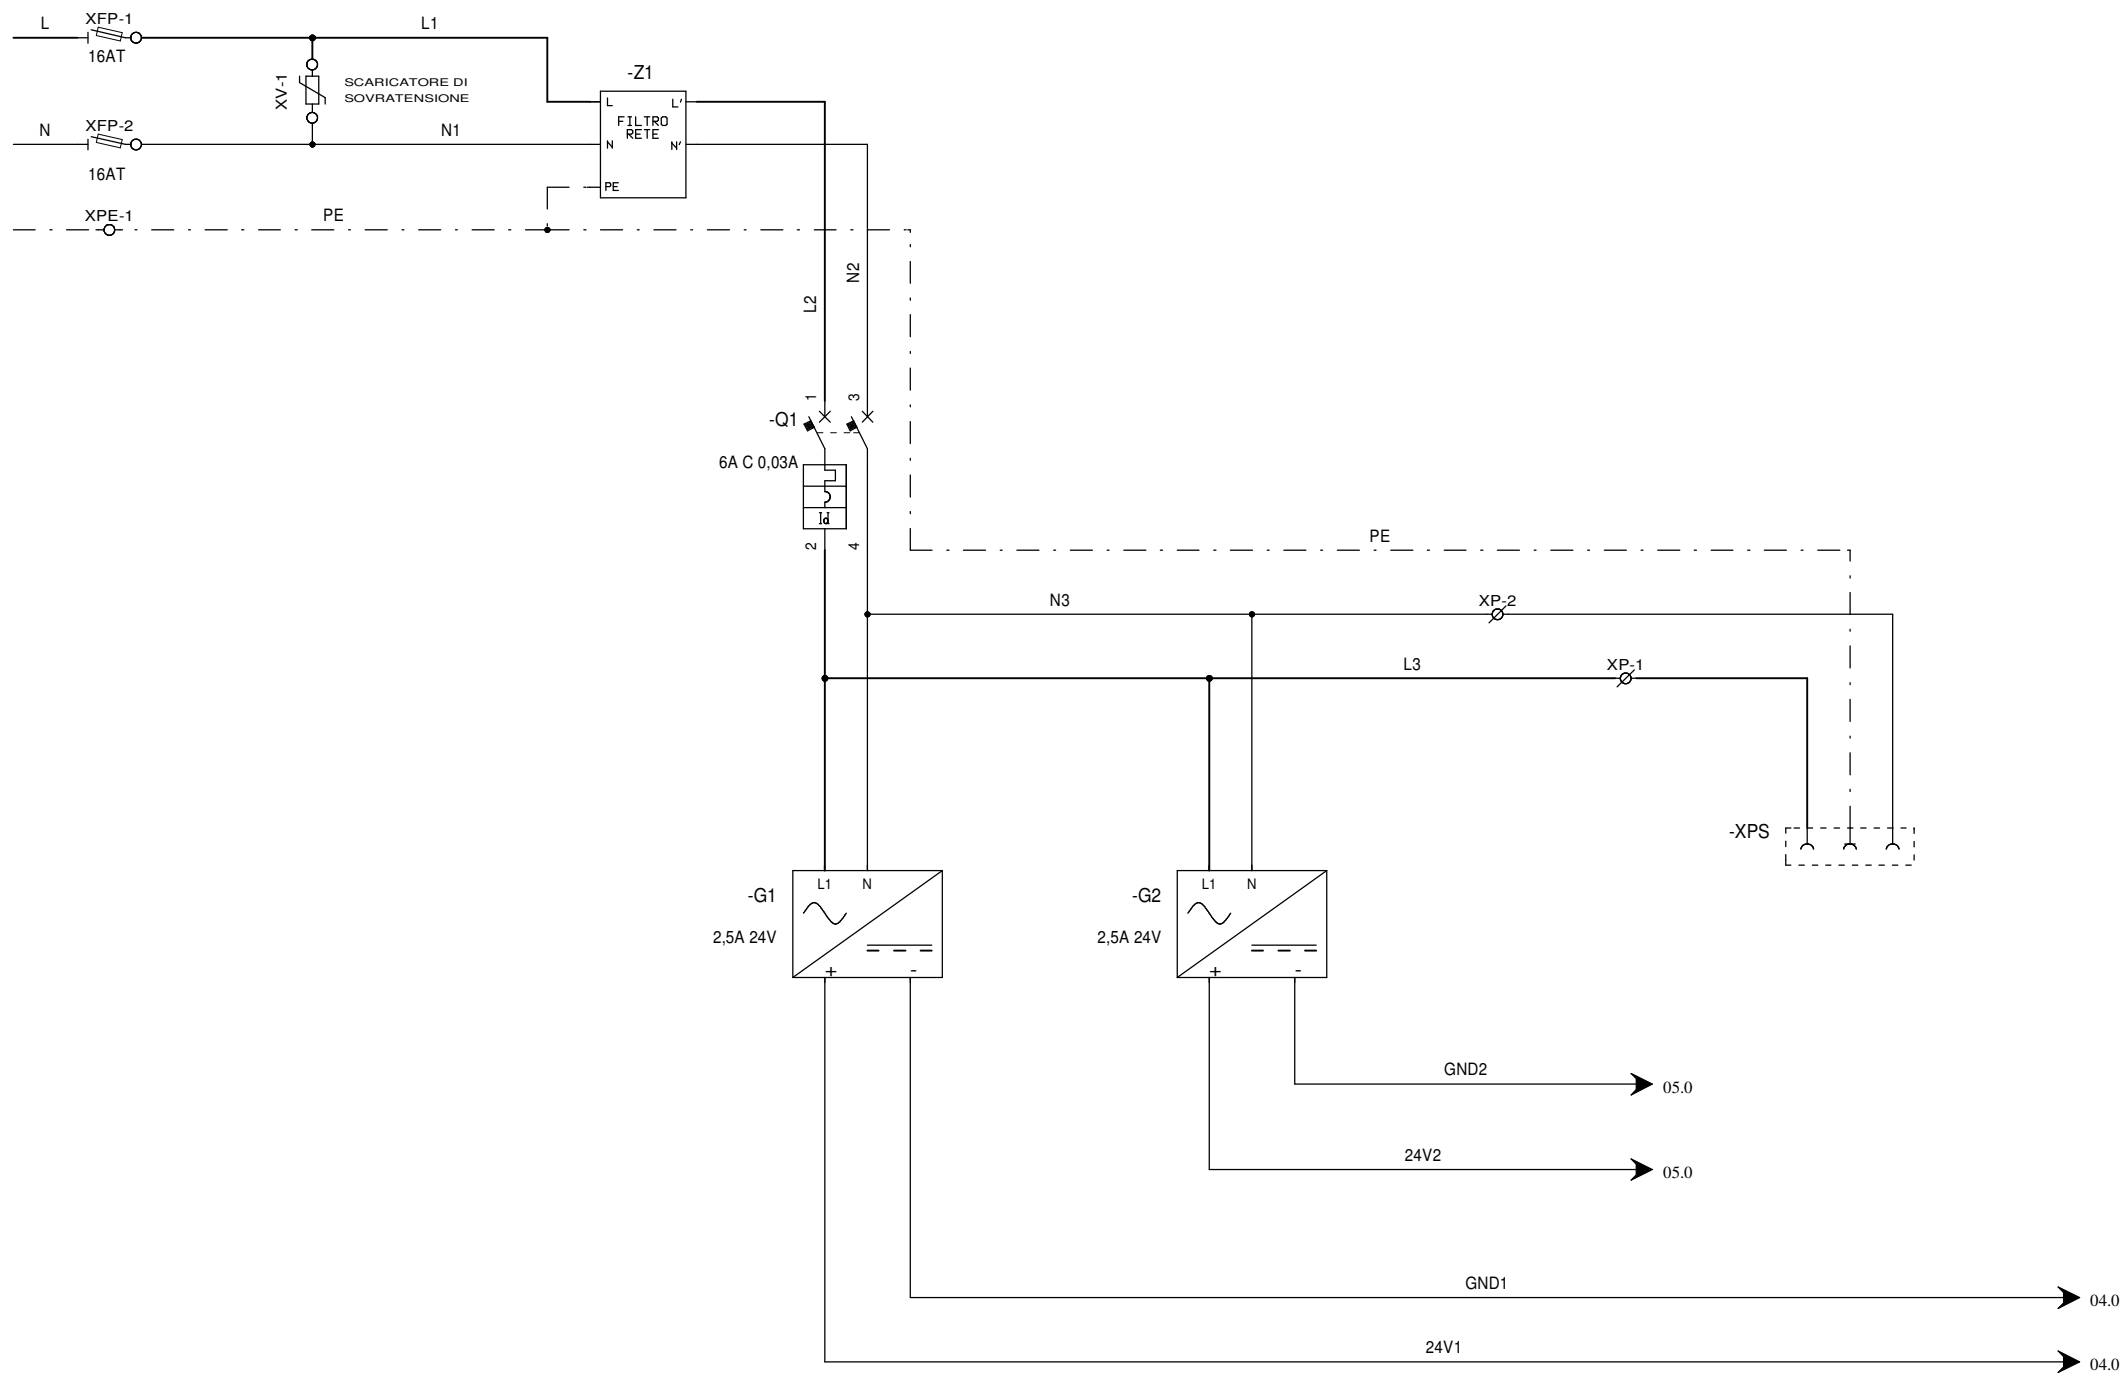 L
XFP-1
L1
16AT
-Z1
XV-1
SCARICATORE DI
SOVRATENSIONE
L
L'
FILTRO
RETE
N
XFP-2
N1
N
N'
16AT
PE
XPE-1
PE
N2
L2
1
3
-Q1
6A C 0,03A
Id
2
4
PE
N3
XP-2
L3
XP-1
-XPS
L1
N
-G1
2,5A 24V
+
-
L1
N
-G2
2,5A 24V
+
-
GND2
05.0
24V2
05.0
GND1
04.0
24V1
04.0